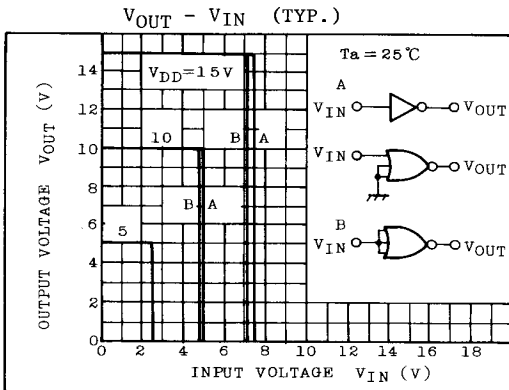 VOUT – VIN (TYP.)
OUTPUT VOLTAGE VOUT (V)
14
12
10
8
6
4
2
0
VDD=15V
10
5
B A
B A
Ta=25℃
A
VIN VOUT
VIN VOUT
B
VIN VOUT
0 2 4 6 8 10 12 14 16 18
INPUT VOLTAGE VIN (V)